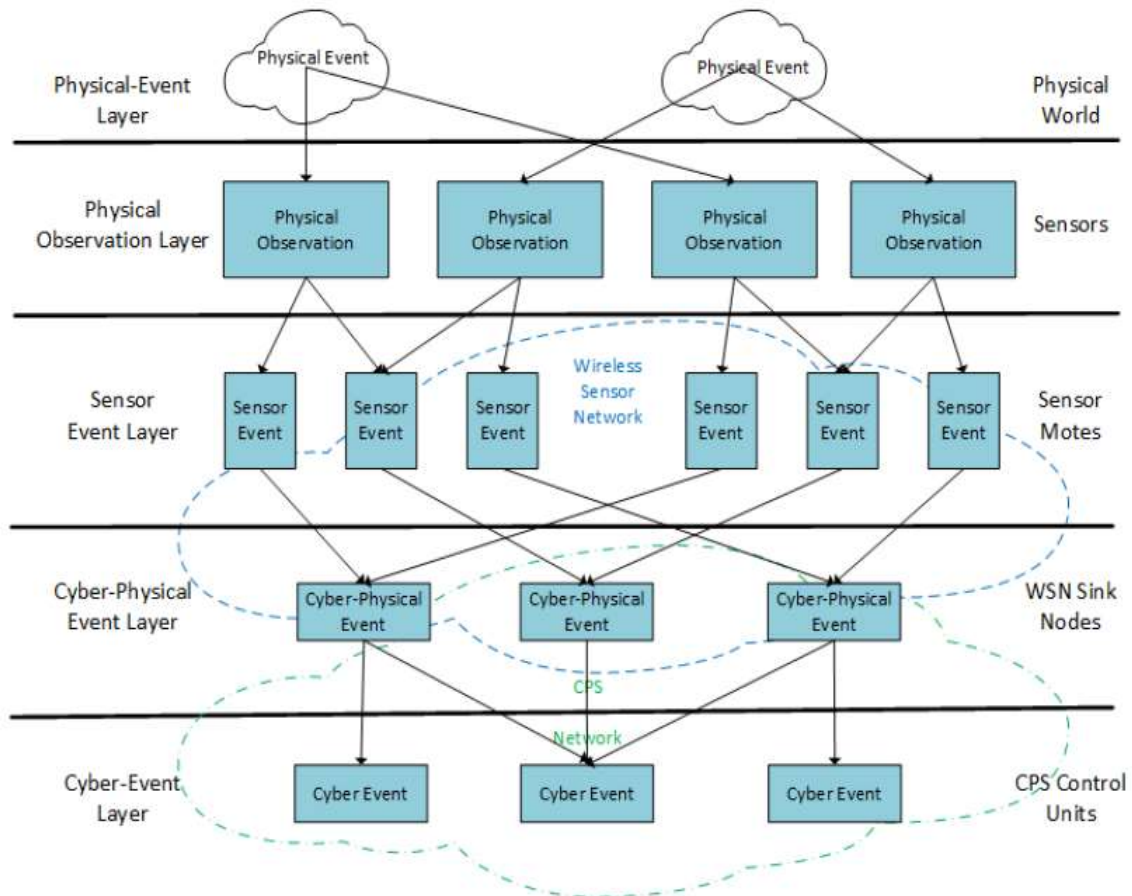 Physical Event
Physical Event
Physical-Event
Layer
Physical
World
Physical
Observation Layer
Physical
Observation
Physical
Observation
Physical
Observation
Physical
Observation
Sensors
Wireless
Sensor
Network
Sensor
Event Layer
Sensor
Event
Sensor
Event
Sensor
Event
Sensor
Event
Sensor
Event
Sensor
Event
Sensor
Motes
Cyber-Physical
Event Layer
Cyber-Physical
Event
Cyber-Physical
Event
Cyber-Physical
Event
WSN Sink
Nodes
CPS
Network
Cyber-Event
Layer
Cyber Event
Cyber Event
Cyber Event
CPS Control
Units